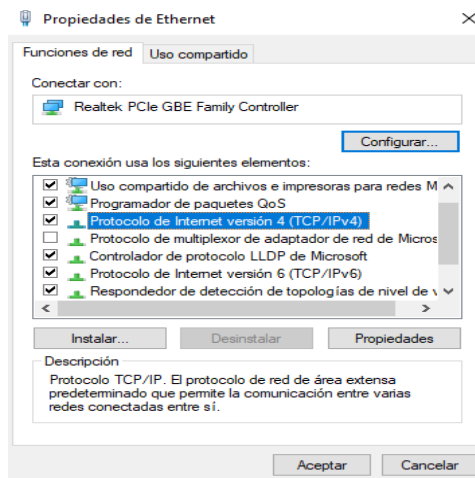 Propiedades de Ethernet
Funciones de red
Uso compartido
Conectar con:
Realtek PCIe GBE Family Controller
Configurar...
Esta conexión usa los siguientes elementos:
Uso compartido de archivos e impresoras para redes M
Programador de paquetes QoS
Protocolo de Internet versión 4 (TCP/IPv4)
Protocolo de multiplexor de adaptador de red de Micros
Controlador de protocolo LLDP de Microsoft
Protocolo de Internet versión 6 (TCP/IPv6)
Respondedor de detección de topologías de nivel de v
Instalar...
Desinstalar
Propiedades
Descripción
Protocolo TCP/IP. El protocolo de red de área extensa
predeterminado que permite la comunicación entre varias
redes conectadas entre sí.
Aceptar
Cancelar